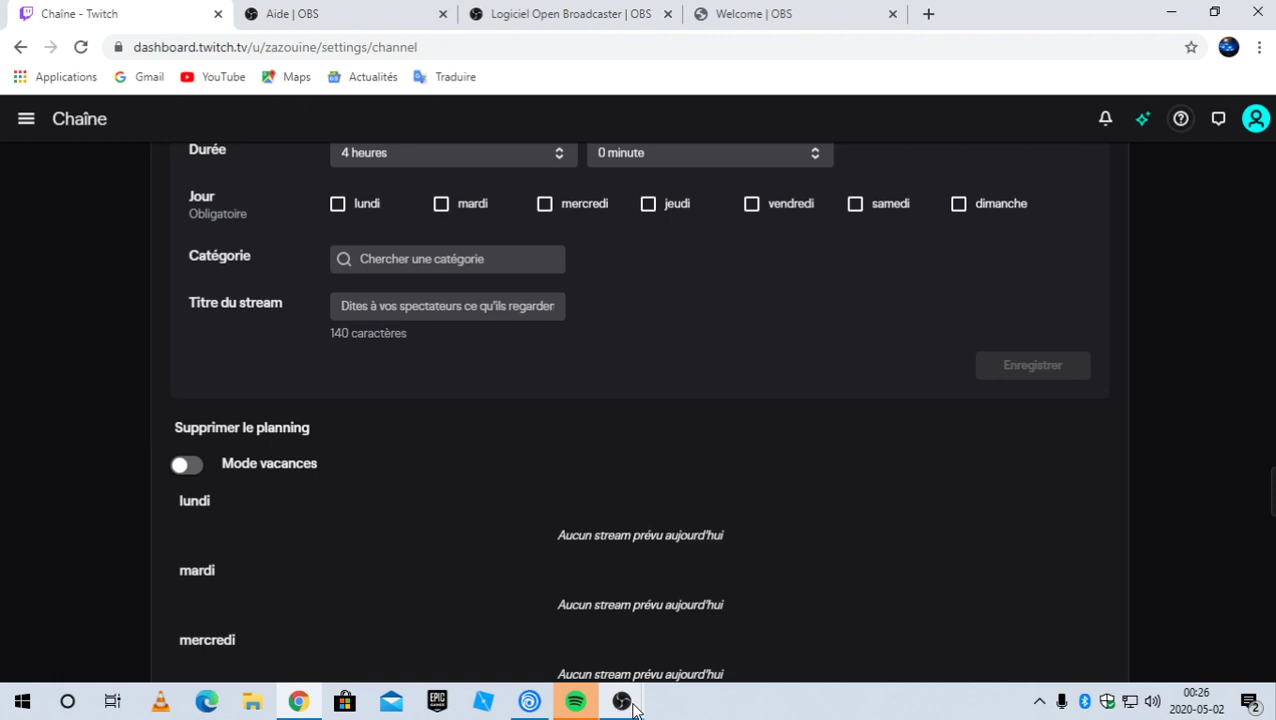 Chaîne - Twitch
Aide | OBS
Logiciel Open Broadcaster | OBS
Welcome | OBS
dashboard.twitch.tv/u/zazouine/settings/channel
Applications
Gmail
YouTube
Maps
Actualités
Traduire
Chaîne
Durée
4 heures
0 minute
Jour
Obligatoire
lundi
mardi
mercredi
jeudi
vendredi
samedi
dimanche
Catégorie
Chercher une catégorie
Titre du stream
Dites à vos spectateurs ce qu'ils regarder
140 caractères
Enregistrer
Supprimer le planning
Mode vacances
lundi
Aucun stream prévu aujourd'hui
mardi
Aucun stream prévu aujourd'hui
mercredi
Aucun stream prévu aujourd'hui
EPIC
GAMES
00:26
2020-05-02
2